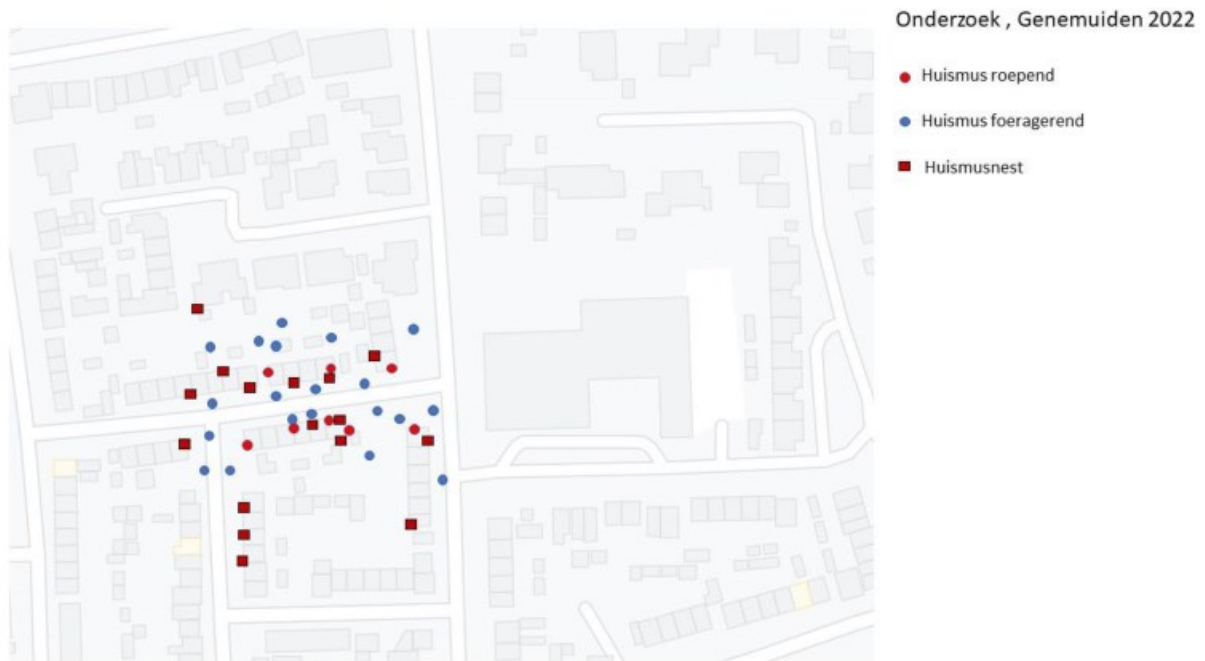 Onderzoek , Genemuiden 2022
Huismus roepend
Huismus foeragerend
Huismusnest